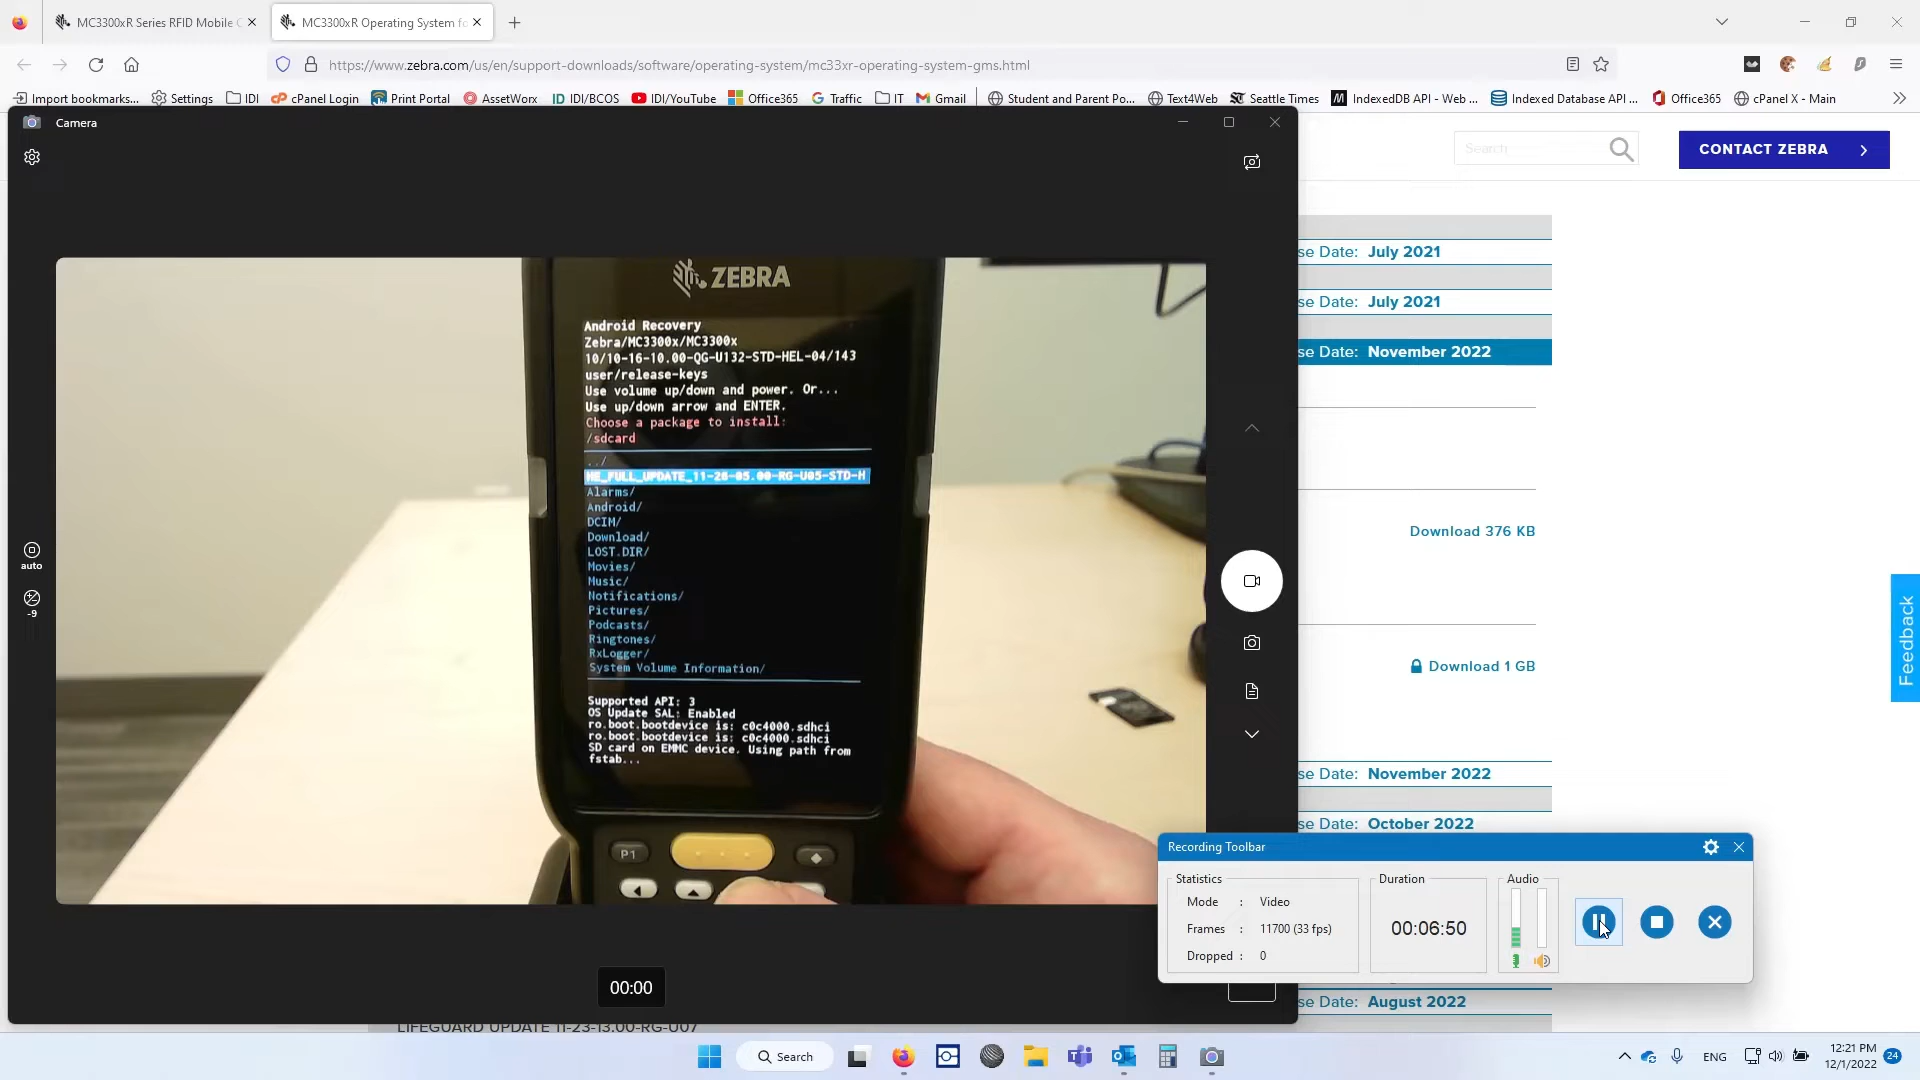 MC3300xR Series RFID Mobile C
MC3300xR Operating System fo
https://www.zebra.com/us/en/support-downloads/software/operating-system/mc33xr-operating-system-gms.html
Import bookmarks... Settings IDI cPanel Login Print Portal AssetWorx ID IDI/BCOS IDI/YouTube Office365 Traffic IT Gmail Student and Parent Po... Text4Web Seattle Times IndexedDB API - Web ... Indexed Database API ... Office365 cPanel X - Main
Camera
Search
CONTACT ZEBRA
se Date: July 2021
se Date: July 2021
se Date: November 2022
Download 376 KB
Download 1 GB
se Date: November 2022
se Date: October 2022
se Date: August 2022
Feedback
auto
-9
ZEBRA
Android Recovery
Zebra/MC3300x/MC3300x
10/10-16-10.00-QG-U132-STD-HEL-04/143
user/release-keys
Use volume up/down and power. Or...
Use up/down arrow and ENTER.
Choose a package to install:
/sdcard
../
HE_FULL_UPDATE_11-26-05.00-RG-U05-STD-H
Alarms/
Android/
DCIM/
Download/
LOST.DIR/
Movies/
Music/
Notifications/
Pictures/
Podcasts/
Ringtones/
RxLogger/
System Volume Information/
Supported API: 3
OS Update SAL: Enabled
ro.boot.bootdevice is: c0c4000.sdhci
ro.boot.bootdevice is: c0c4000.sdhci
SD card on EMMC device. Using path from
fstab...
P1
00:00
Recording Toolbar
Statistics
Mode : Video
Frames : 11700 (33 fps)
Dropped : 0
Duration
00:06:50
Audio
LIFEGUARD UPDATE 11-23-13.00-RG-U07
Search
ENG
12:21 PM
12/1/2022
24